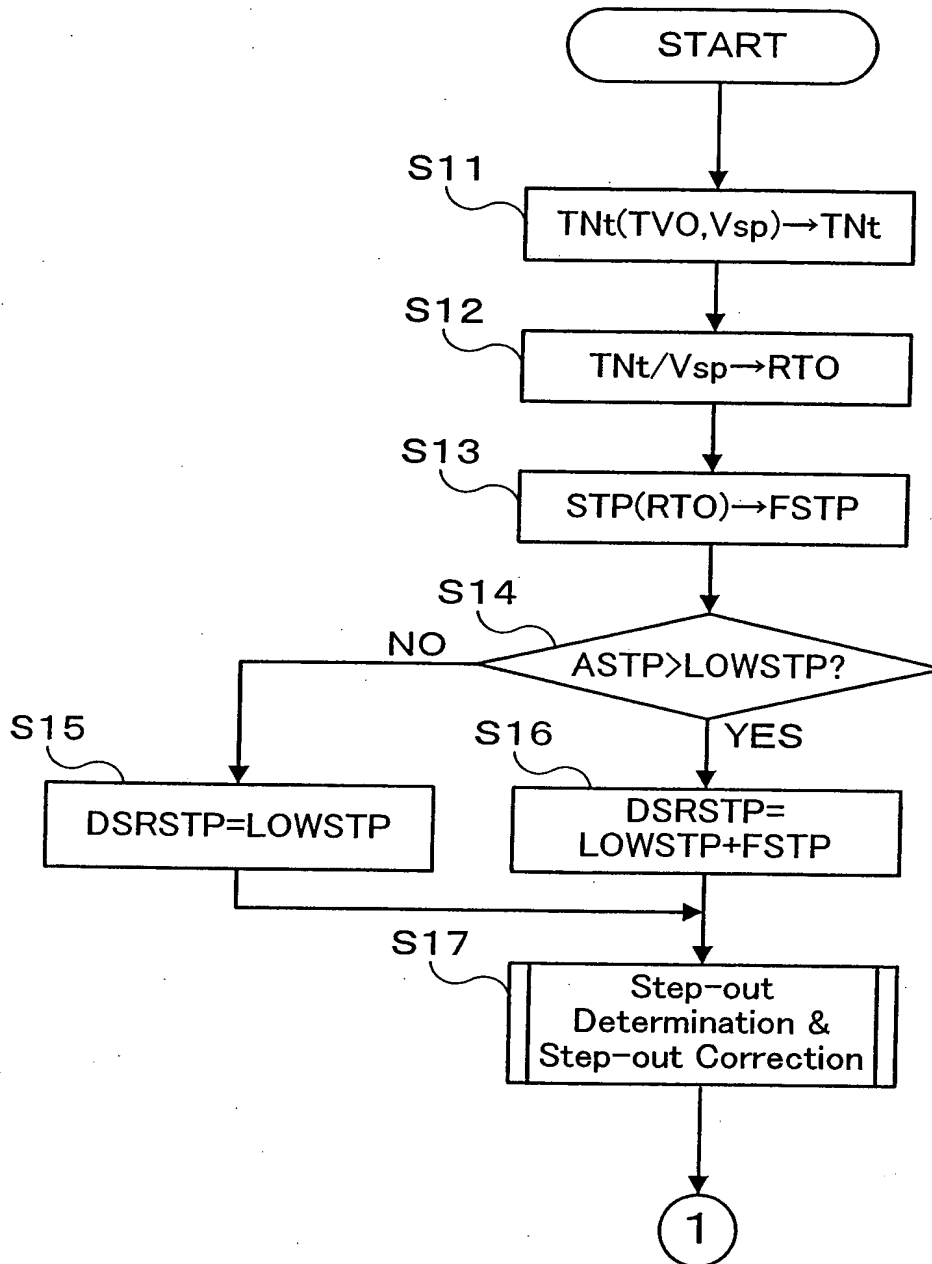 START
S11
TNt(TVO,Vsp)→TNt
S12
TNt/Vsp→RTO
S13
STP(RTO)→FSTP
S14
NO
ASTP>LOWSTP?
YES
S15
DSRSTP=LOWSTP
S16
DSRSTP=
LOWSTP+FSTP
S17
Step-out
Determination &
Step-out Correction
1